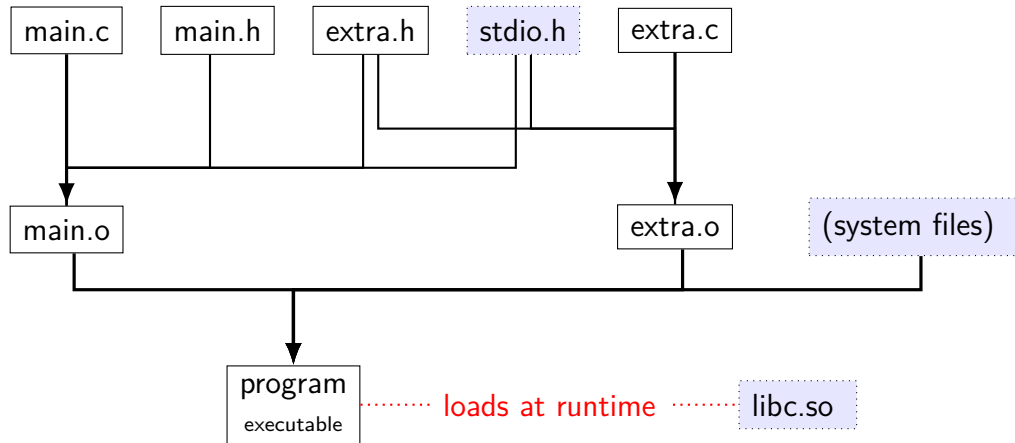 main.c
main.h
extra.h
stdio.h
extra.c
main.o
extra.o
(system files)
program
executable
loads at runtime
libc.so